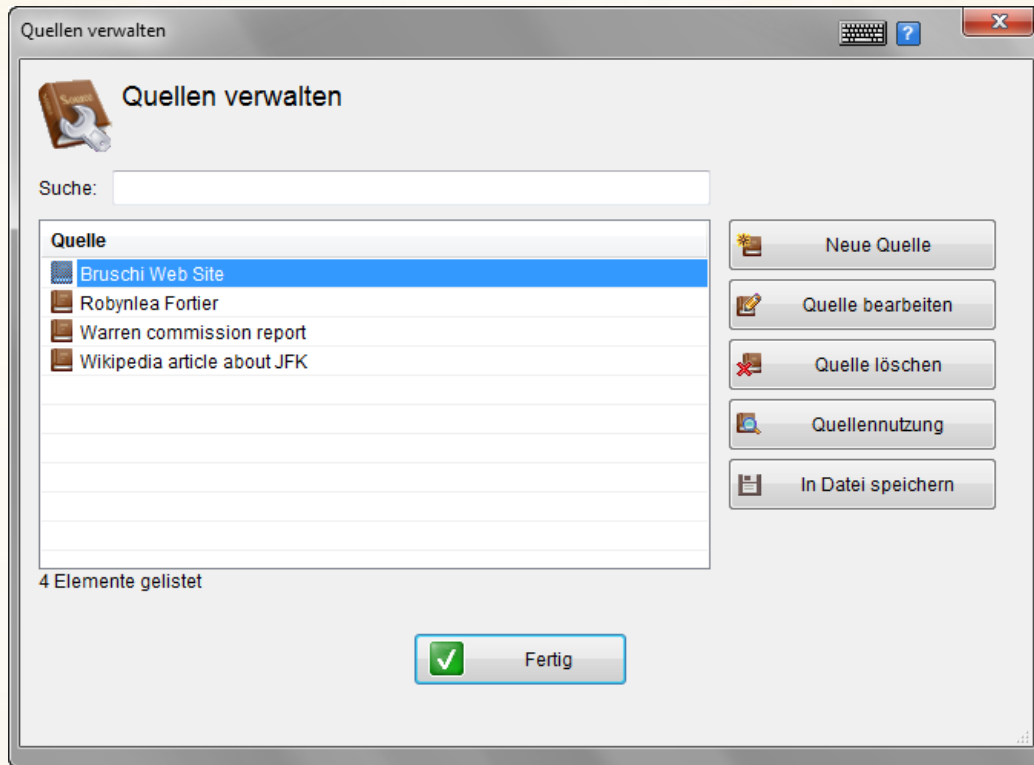 Quellen verwalten
Quellen verwalten
Suche:
Quelle
Bruschi Web Site
Robynlea Fortier
Warren commission report
Wikipedia article about JFK
Neue Quelle
Quelle bearbeiten
Quelle löschen
Quellennutzung
In Datei speichern
4 Elemente gelistet
Fertig